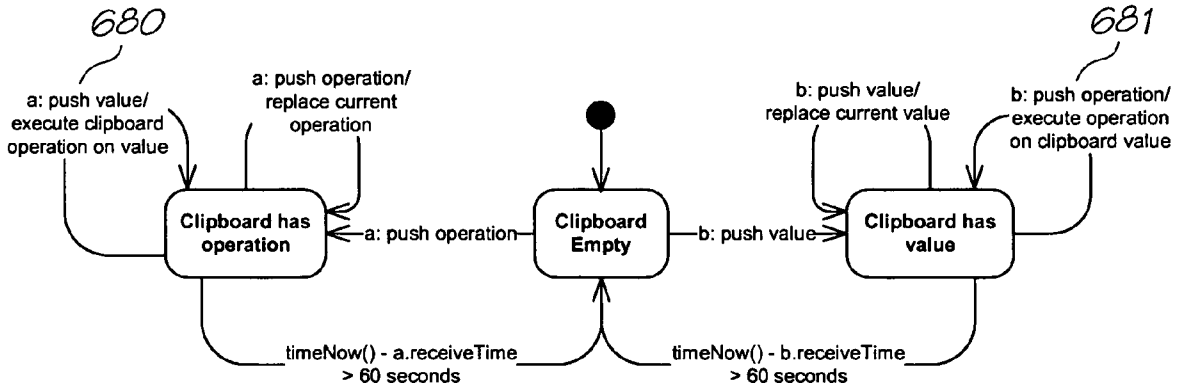 680
681
a: push value/
execute clipboard
operation on value
a: push operation/
replace current
operation
b: push value/
replace current value
b: push operation/
execute operation
on clipboard value
Clipboard has
operation
a: push operation
Clipboard
Empty
b: push value
Clipboard has
value
timeNow() - a.receiveTime
> 60 seconds
timeNow() - b.receiveTime
> 60 seconds